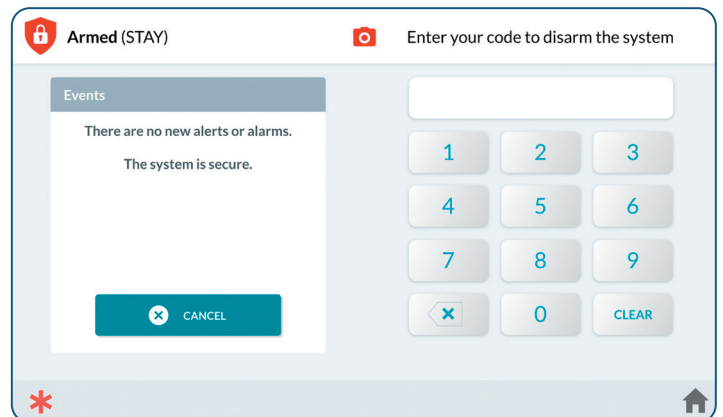 Armed (STAY)
Enter your code to disarm the system
Events
There are no new alerts or alarms.
The system is secure.
CANCEL
1 2 3
4 5 6
7 8 9
0 CLEAR